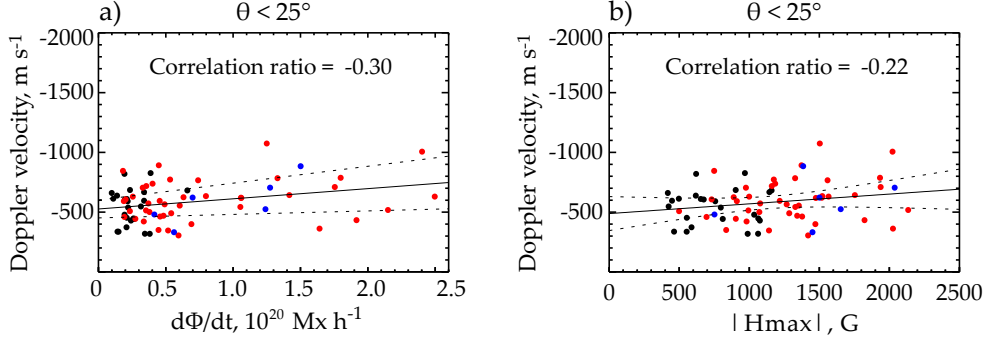 a)
θ < 25°
-2000
-1500
-1000
-500
Doppler velocity, m s⁻¹
Correlation ratio = -0.30
0 0.5 1.0 1.5 2.0 2.5
dΦ/dt, 10²⁰ Mx h⁻¹
b)
θ < 25°
-2000
-1500
-1000
-500
Doppler velocity, m s⁻¹
Correlation ratio = -0.22
0 500 1000 1500 2000 2500
|Hmax|, G